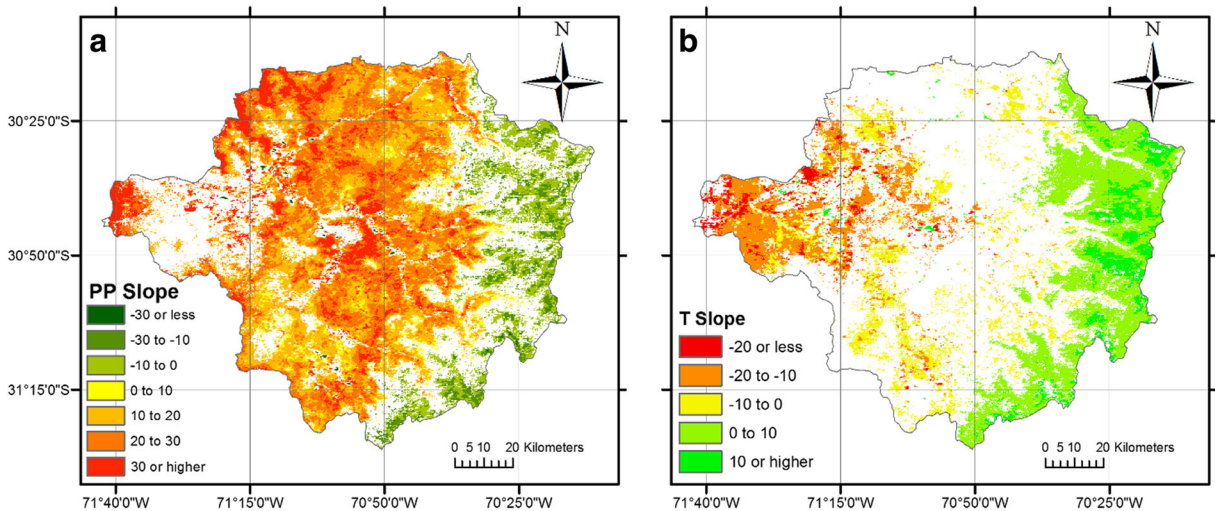 a
N
30°25'0"S
30°50'0"S
31°15'0"S
PP Slope
-30 or less
-30 to -10
-10 to 0
0 to 10
10 to 20
20 to 30
30 or higher
0 5 10 20 Kilometers
71°40'0"W 71°15'0"W 70°50'0"W 70°25'0"W
b
N
T Slope
-20 or less
-20 to -10
-10 to 0
0 to 10
10 or higher
0 5 10 20 Kilometers
71°40'0"W 71°15'0"W 70°50'0"W 70°25'0"W